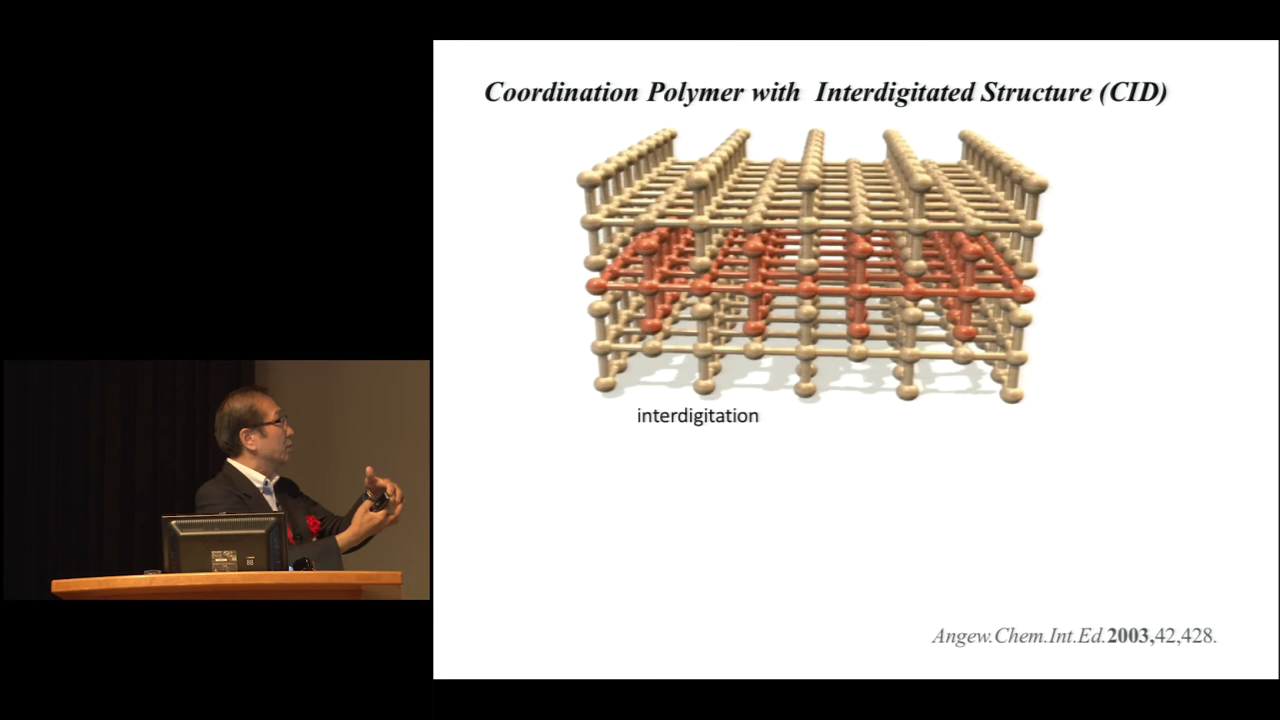 Coordination Polymer with Interdigitated Structure (CID)
interdigitation
Angew.Chem.Int.Ed.2003,42,428.